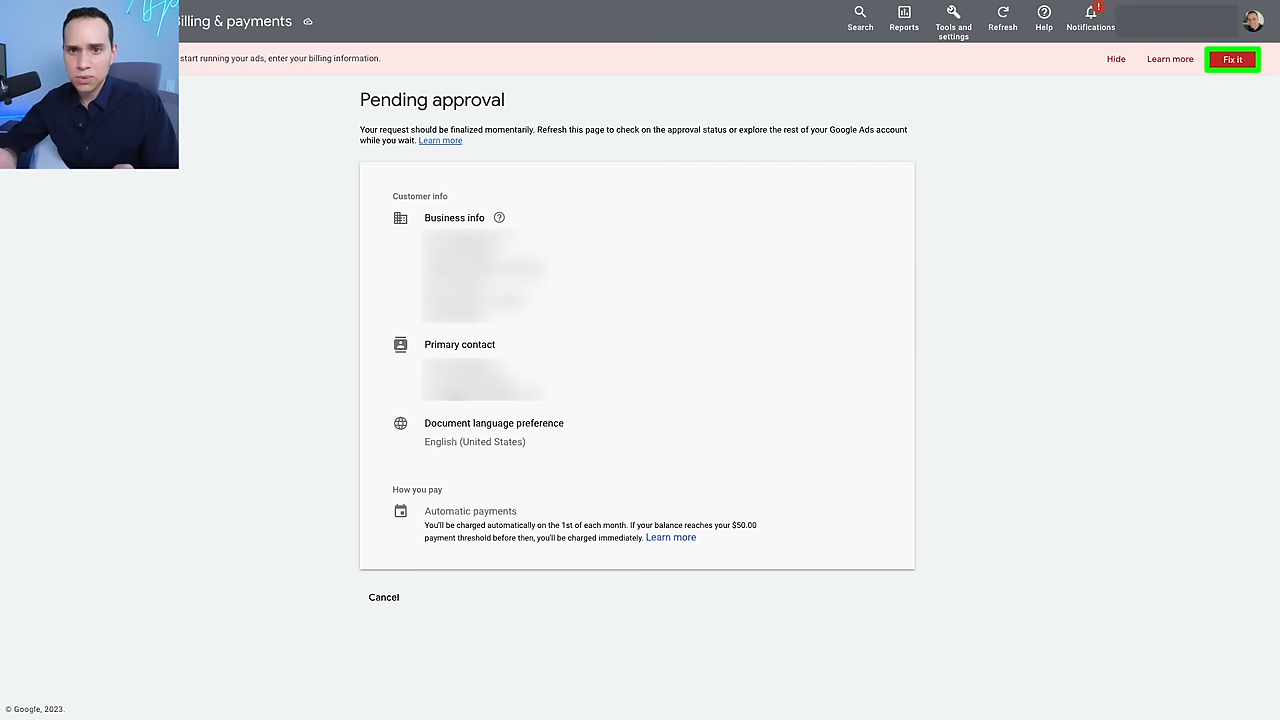 illing & payments
Search
Reports
Tools and
settings
Refresh
Help
Notifications
start running your ads, enter your billing information.
Hide
Learn more
Fix it
Pending approval
Your request should be finalized momentarily. Refresh this page to check on the approval status or explore the rest of your Google Ads account
while you wait. Learn more
Customer info
Business info
Primary contact
Document language preference
English (United States)
How you pay
Automatic payments
You'll be charged automatically on the 1st of each month. If your balance reaches your $50.00
payment threshold before then, you'll be charged immediately. Learn more
Cancel
© Google, 2023.